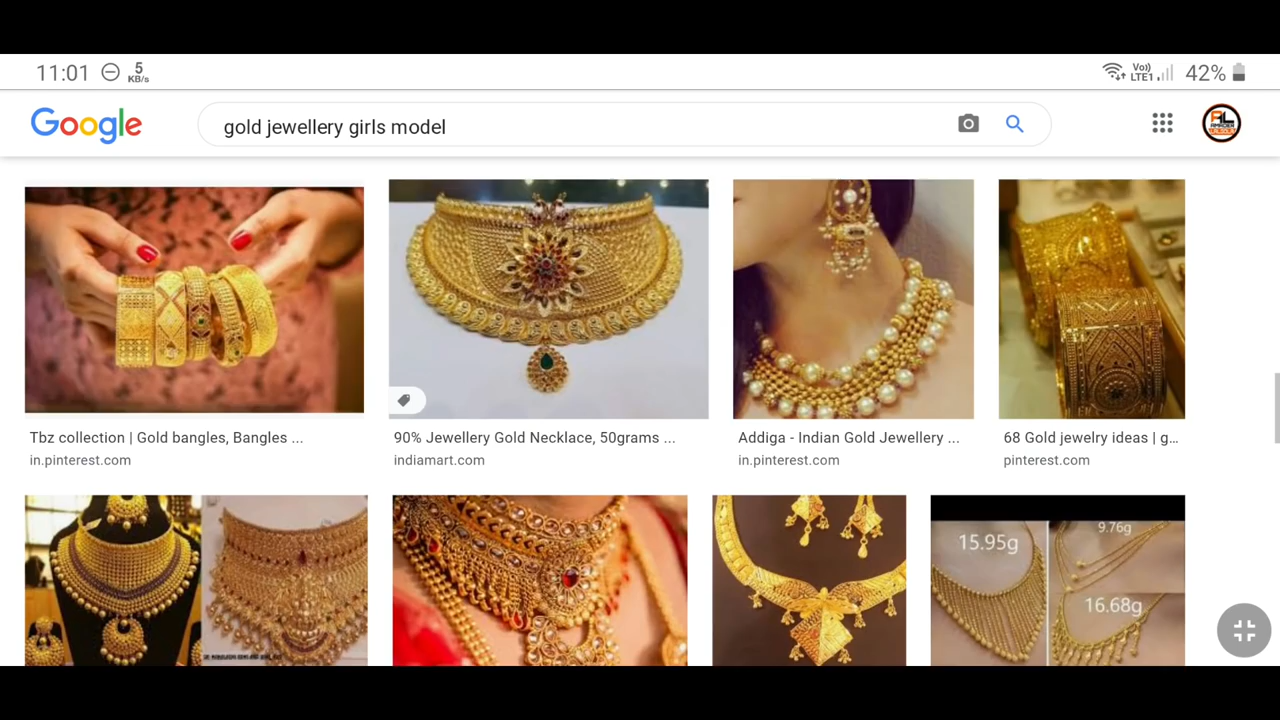 11:01
5
KB/s
Vo))
LTE1
42%
Google
gold jewellery girls model
Tbz collection | Gold bangles, Bangles ...
in.pinterest.com
90% Jewellery Gold Necklace, 50grams ...
indiamart.com
Addiga - Indian Gold Jewellery ...
in.pinterest.com
68 Gold jewelry ideas | g...
pinterest.com
15.95g
9.76g
16.68g